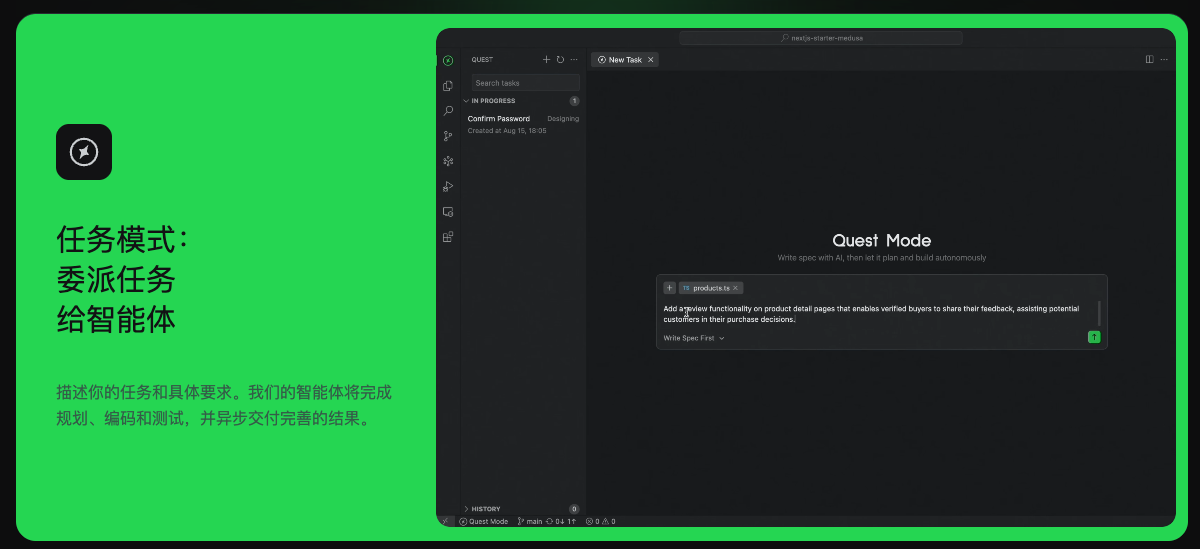 任务模式：
委派任务
给智能体
描述你的任务和具体要求。我们的智能体将完成
规划、编码和测试，并异步交付完善的结果。
nextjs-starter-medusa
QUEST
New Task
Search tasks
IN PROGRESS 1
Confirm Password Designing
Created at Aug 15, 18:05
Quest Mode
Write spec with AI, then let it plan and build autonomously
TS products.ts
Add a review functionality on product detail pages that enables verified buyers to share their feedback, assisting potential
customers in their purchase decisions.
Write Spec First
HISTORY 0
Quest Mode main 0↓ 1↑ 0 0